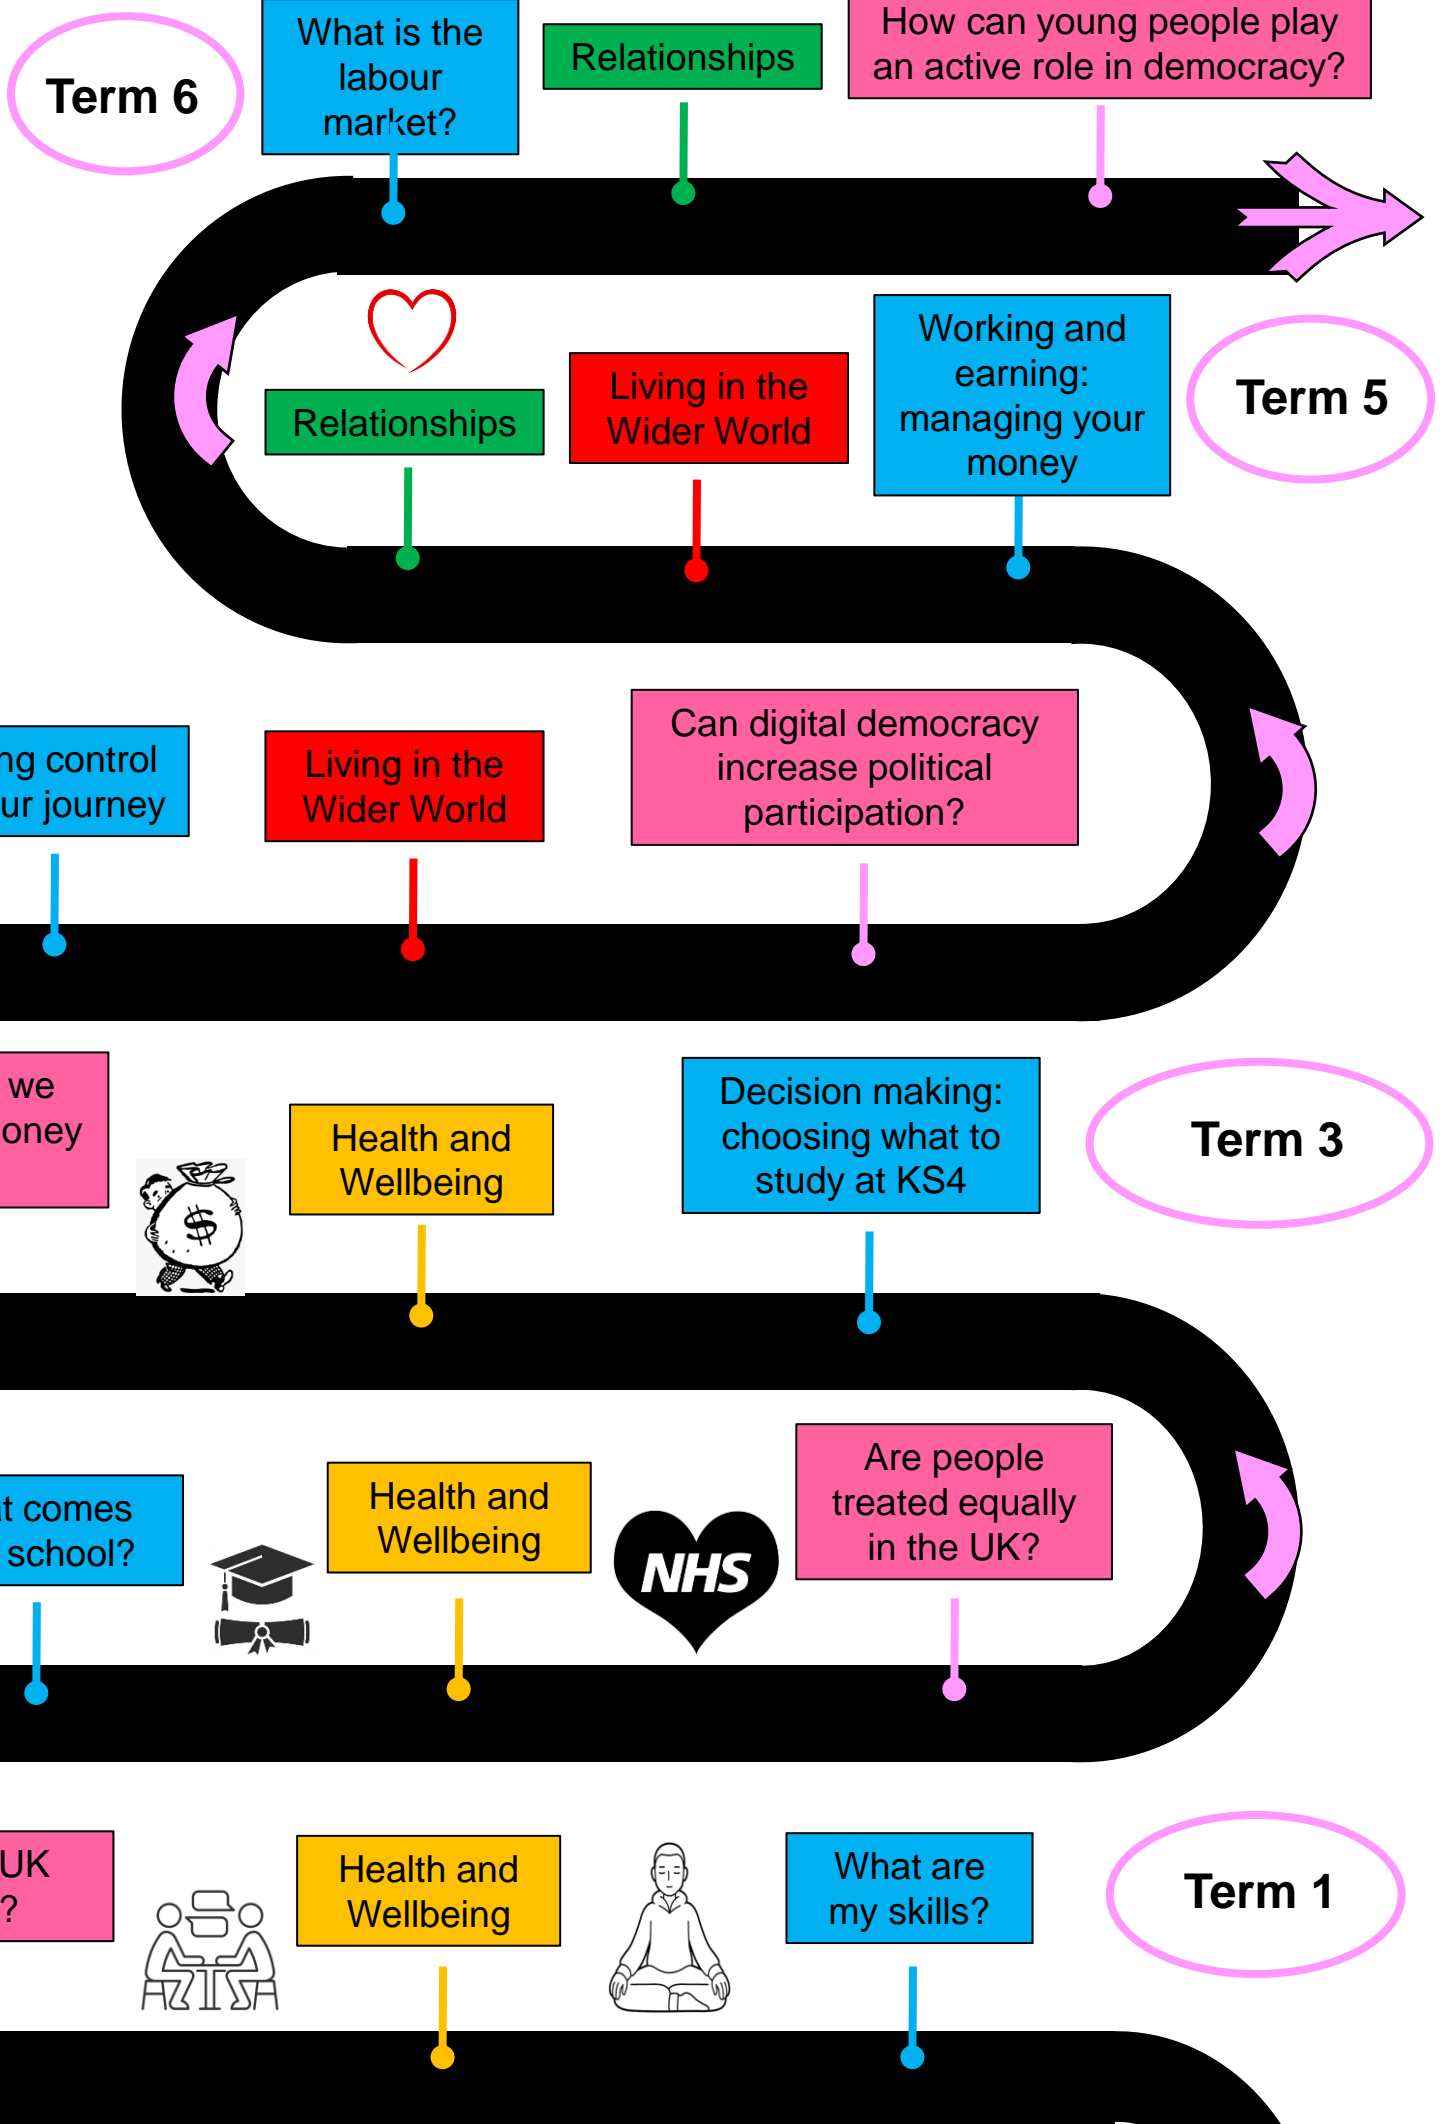 Term 6
What is the
labour
market?
Relationships
How can young people play
an active role in democracy?
Relationships
Living in the
Wider World
Working and
earning:
managing your
money
Term 5
control
journey
Living in the
Wider World
Can digital democracy
increase political
participation?
we
Health and
Wellbeing
Decision making:
choosing what to
study at KS4
Term 3
$
comes
school?
Health and
Wellbeing
NHS
Are people
treated equally
in the UK?
UK
?
Health and
Wellbeing
What are
my skills?
Term 1